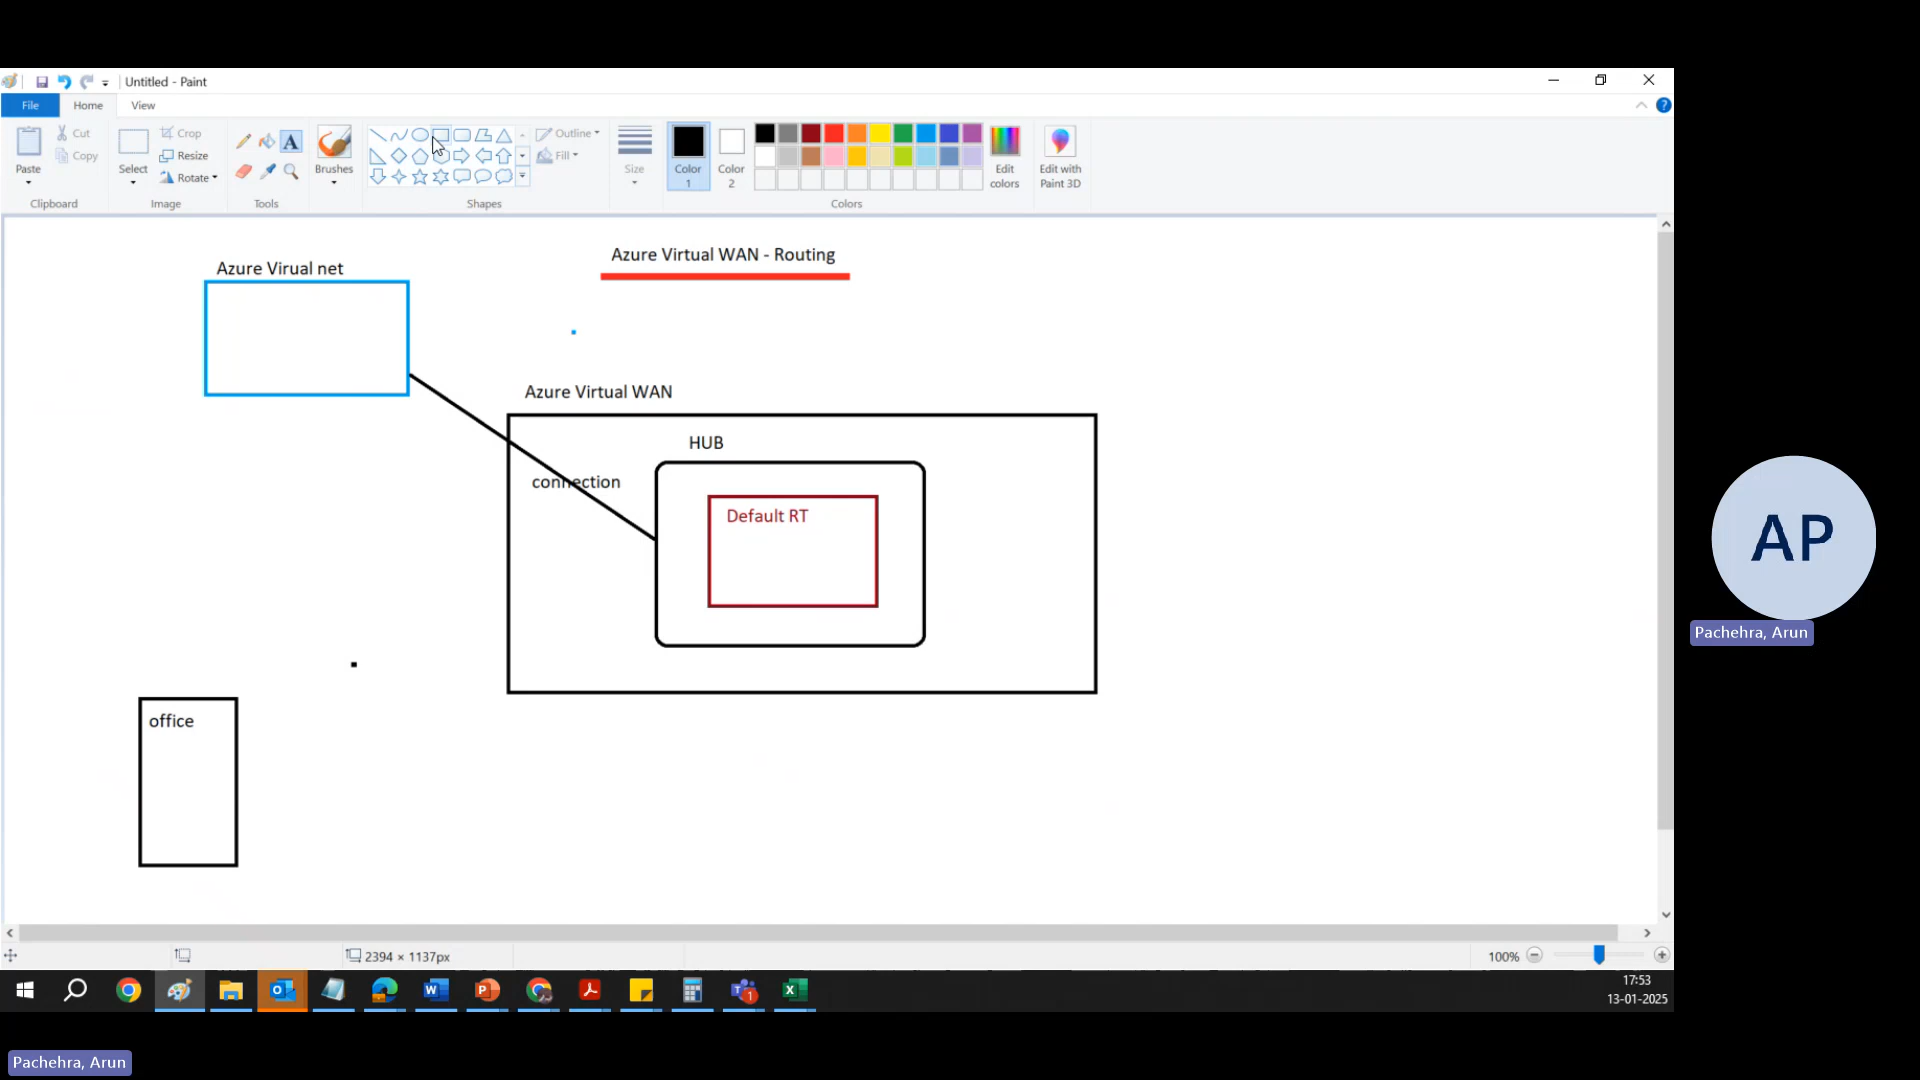 Untitled - Paint
File
Home
View
Paste
Cut
Copy
Clipboard
Select
Crop
Resize
Rotate
Image
Tools
Brushes
Shapes
Outline
Fill
Size
Color
1
Color
2
Colors
Edit
colors
Edit with
Paint 3D
Azure Virtual WAN - Routing
Azure Virual net
Azure Virtual WAN
HUB
connection
Default RT
office
AP
Pachehra, Arun
2394 × 1137px
100%
17:53
13-01-2025
Pachehra, Arun